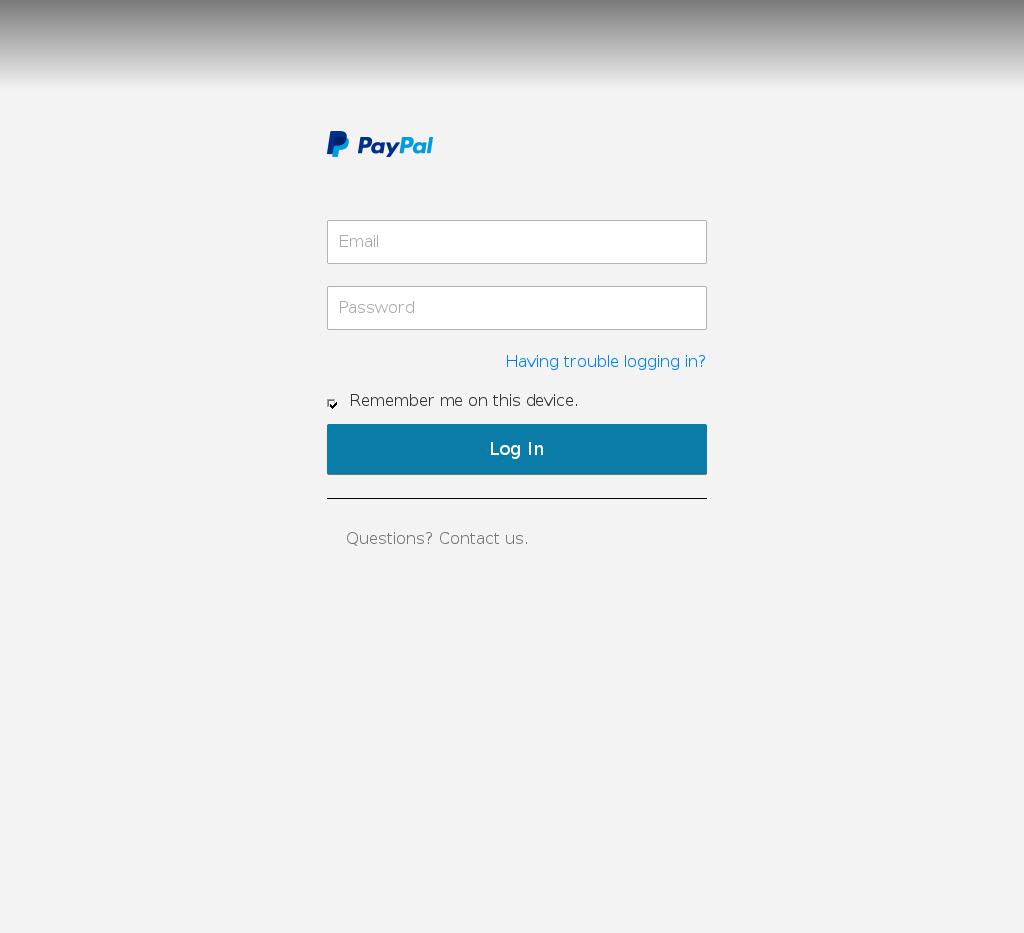 PayPal
Email
Password
Having trouble logging in?
Remember me on this device.
Log In
Questions? Contact us.